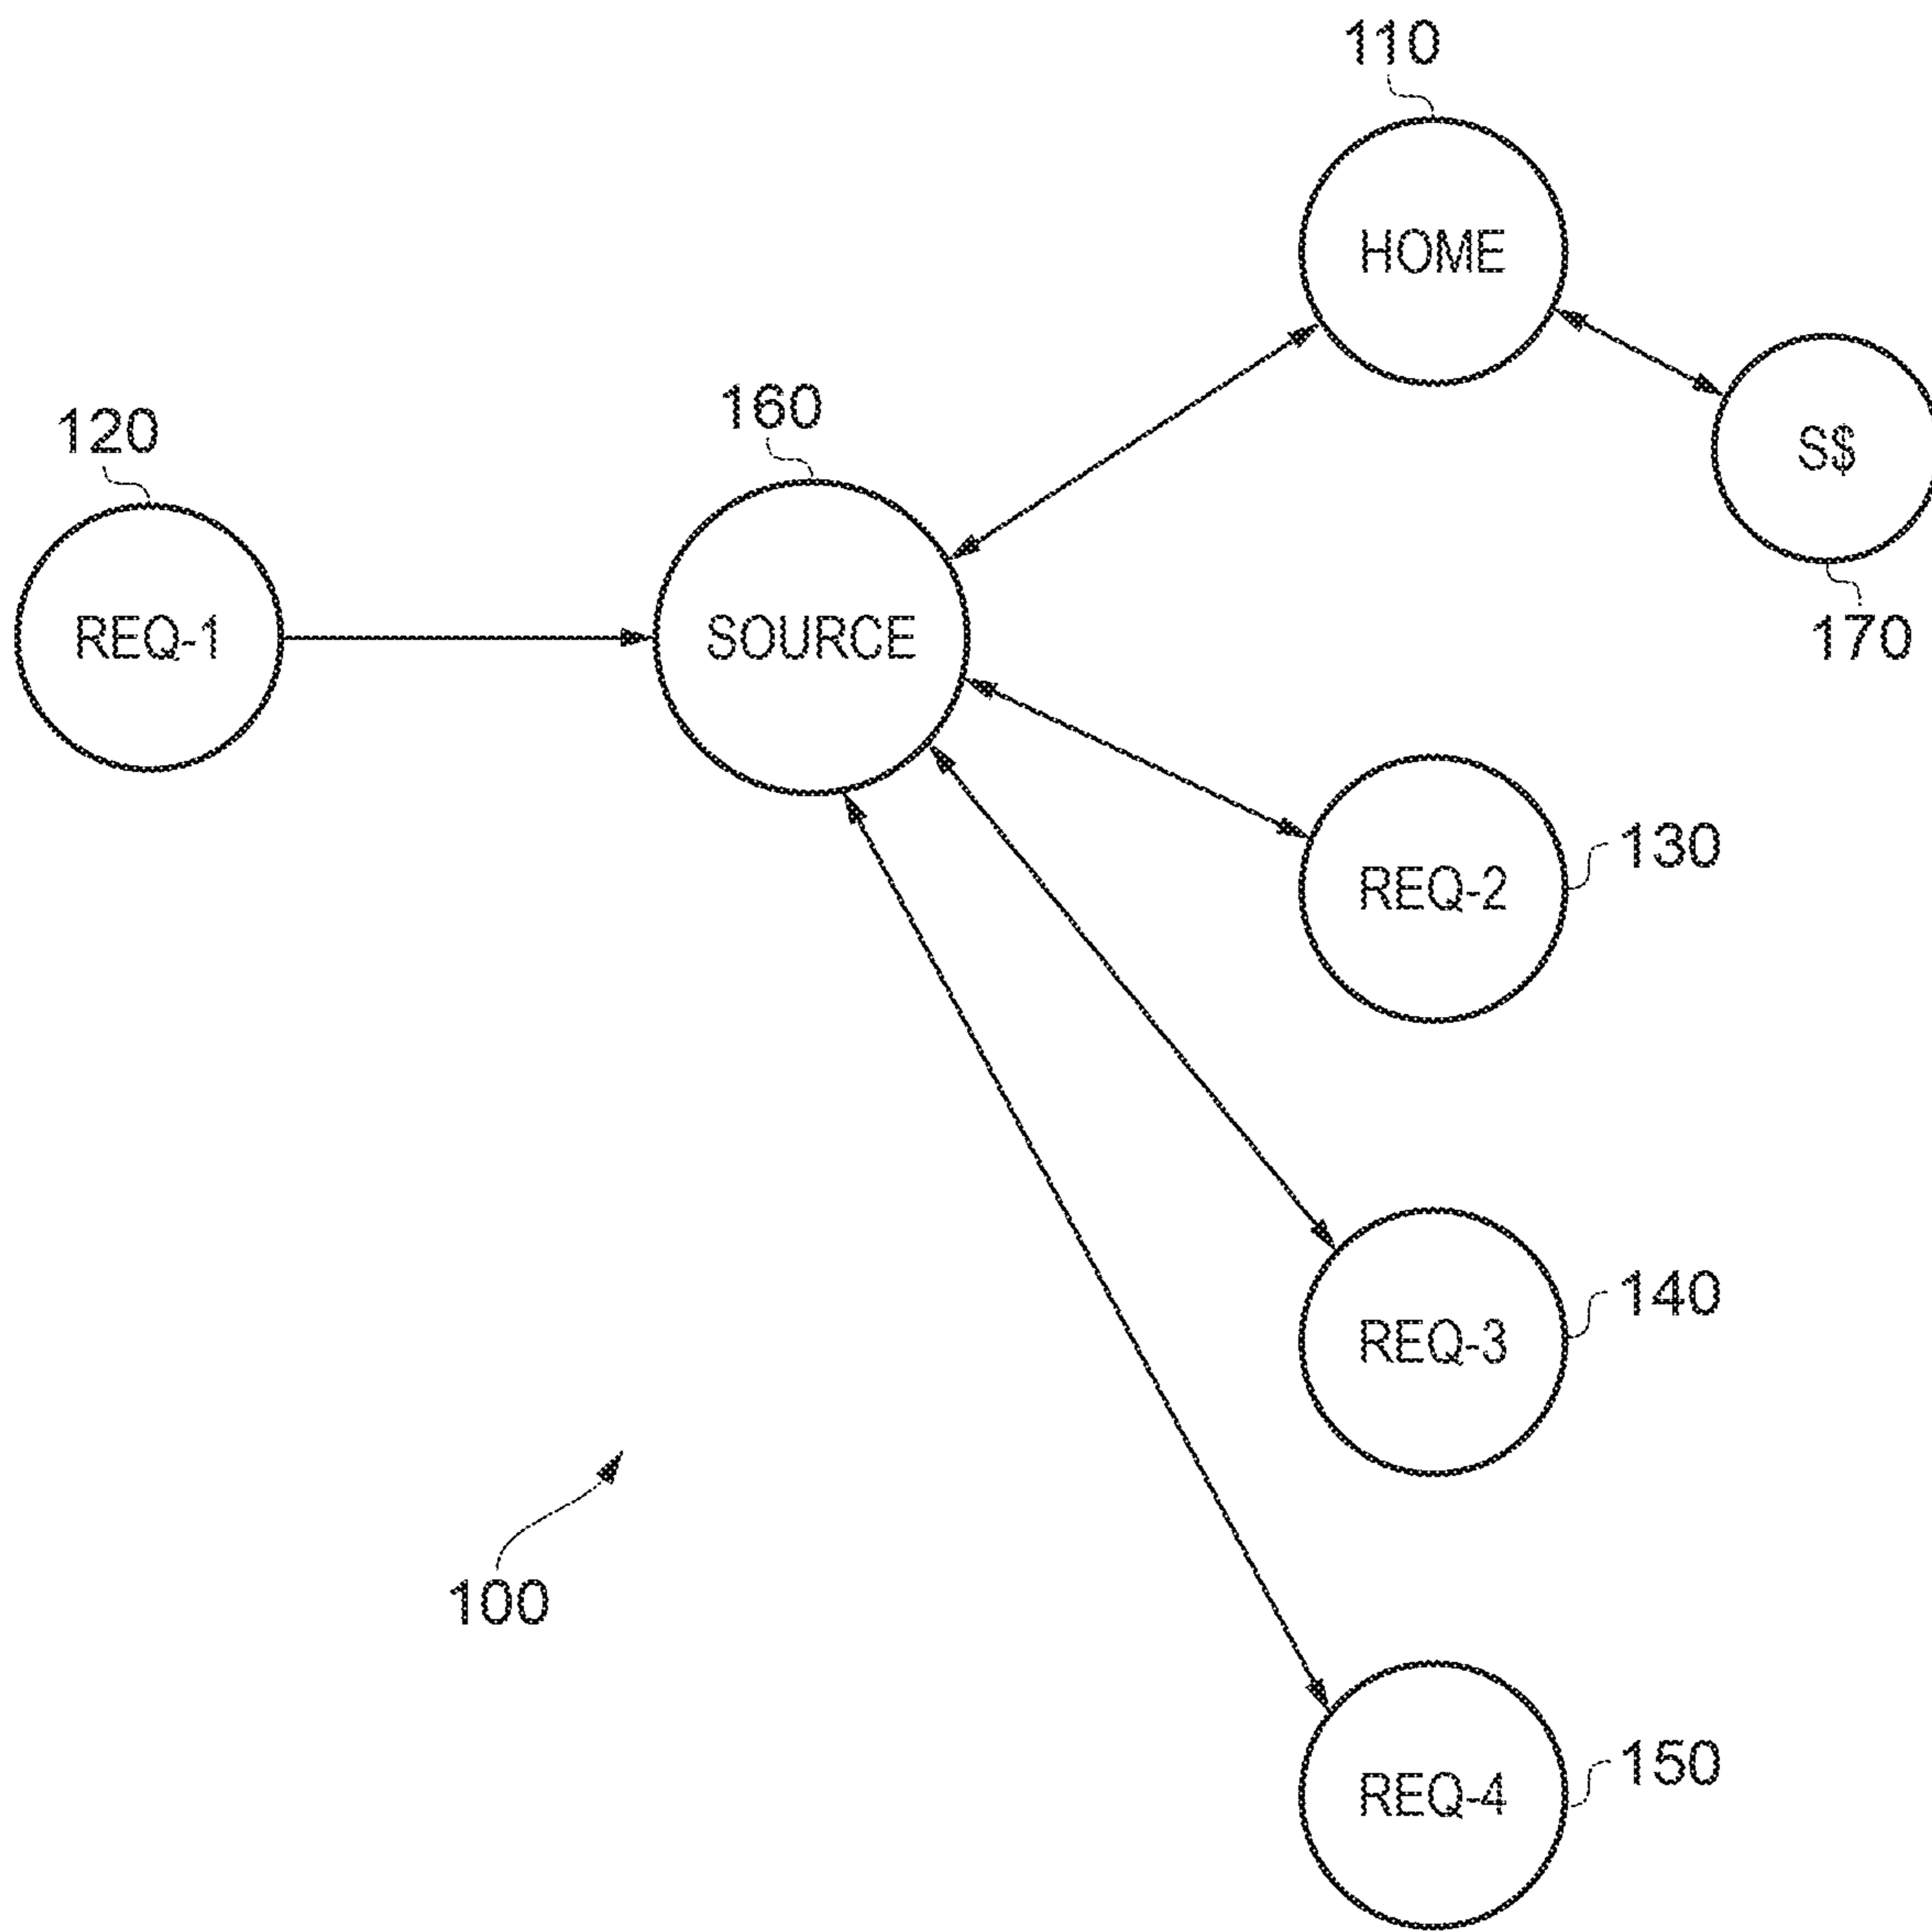 110
HOME
160
120
S$
REQ-1
SOURCE
170
130
REQ-2
140
REQ-3
100
150
REQ-4